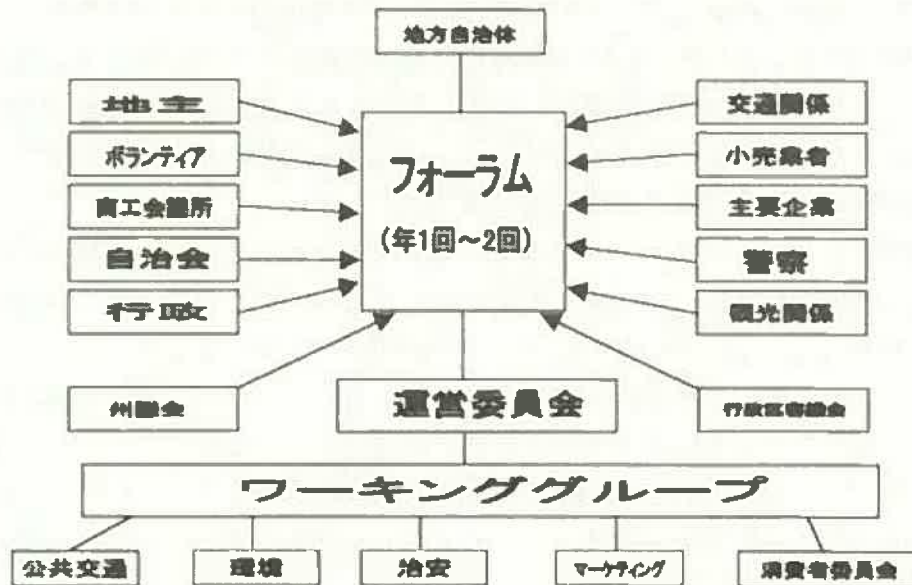 地方自治体
地主
ボランティア
商工会議所
自治会
行政
フォーラム
(年1回～2回)
交通関係
小売業者
主要企業
警察
観光関係
州議会
運営委員会
行政区審議会
ワーキンググループ
公共交通
環境
治安
マーケティング
消費者委員会